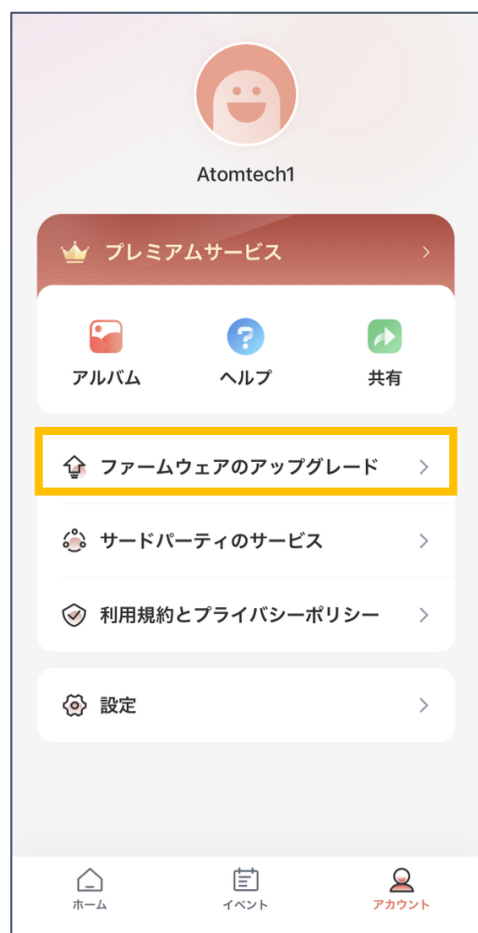 Atomtech1
プレミアムサービス
アルバム
ヘルプ
共有
ファームウェアのアップグレード
サードパーティのサービス
利用規約とプライバシーポリシー
設定
ホーム
イベント
アカウント